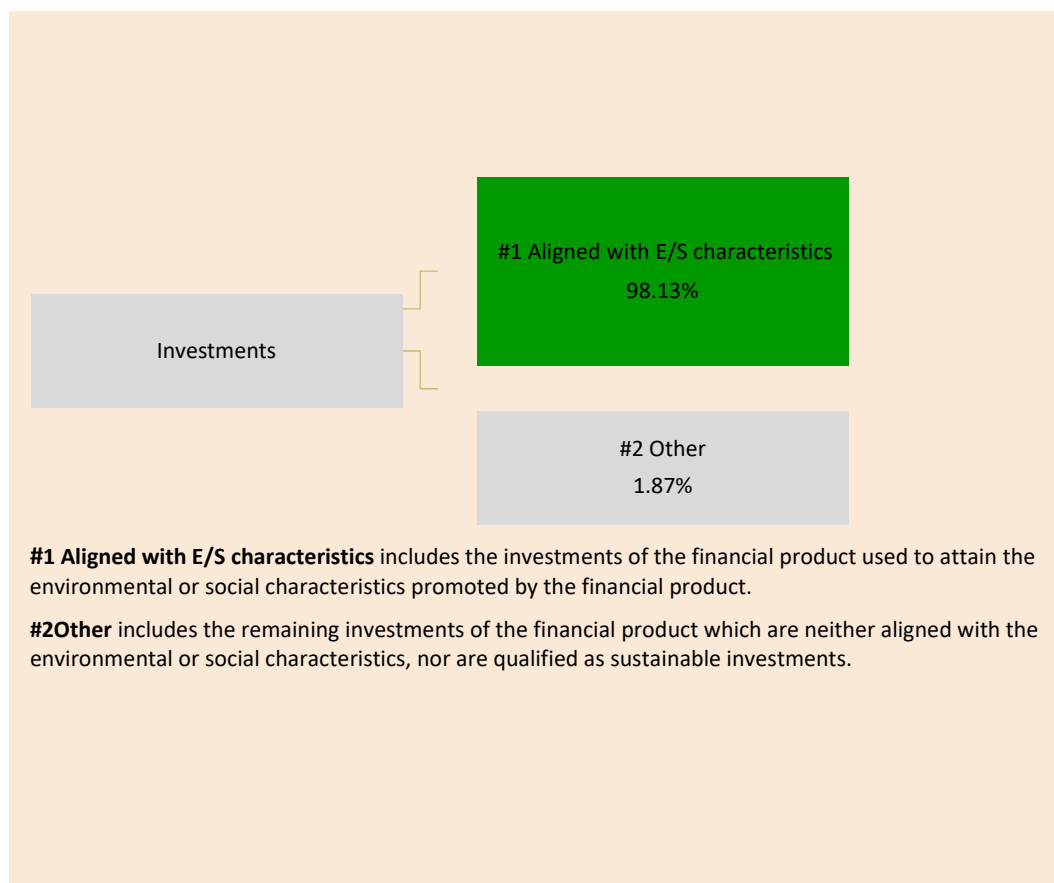 #1 Aligned with E/S characteristics
98.13%
Investments
#2 Other
1.87%
#1 Aligned with E/S characteristics includes the investments of the financial product used to attain the
environmental or social characteristics promoted by the financial product.
#2Other includes the remaining investments of the financial product which are neither aligned with the
environmental or social characteristics, nor are qualified as sustainable investments.